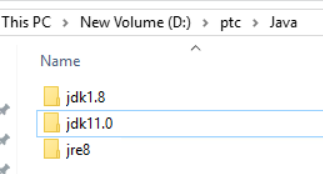 This PC > New Volume (D:) > ptc > Java
Name
jdk1.8
jdk11.0
jre8